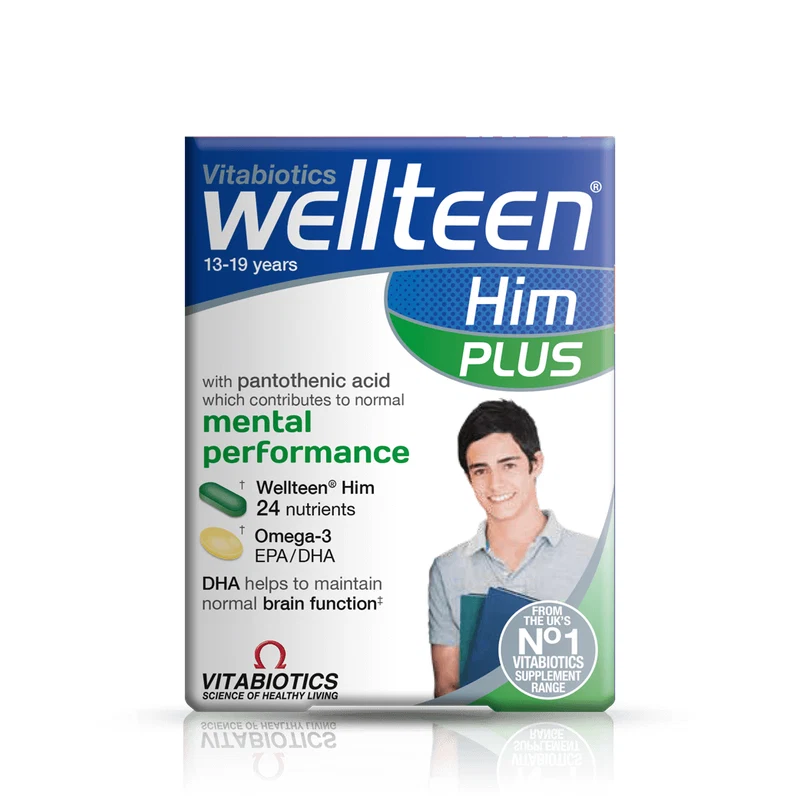 Vitabiotics
wellteen®
13-19 years
Him
PLUS
with pantothenic acid
which contributes to normal
mental
performance
† Wellteen® Him
24 nutrients
† Omega-3
EPA/DHA
DHA helps to maintain
normal brain function‡
FROM
THE UK'S
Nº1
VITABIOTICS
SUPPLEMENT
RANGE
VITABIOTICS
SCIENCE OF HEALTHY LIVING